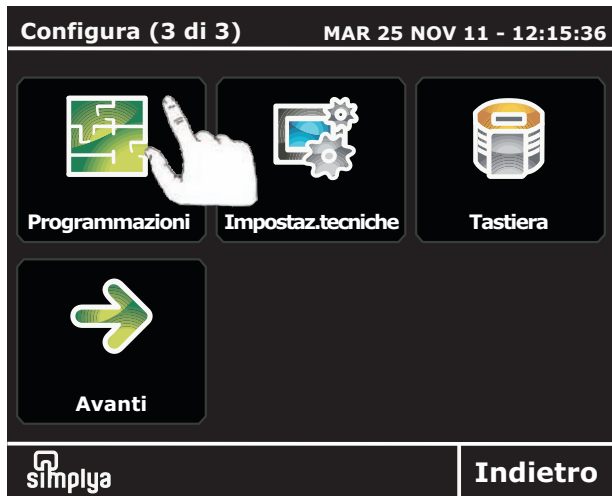 Configura (3 di 3) MAR 25 NOV 11 - 12:15:36
Programmazioni Impostaz.tecniche Tastiera
Avanti
simplya Indietro